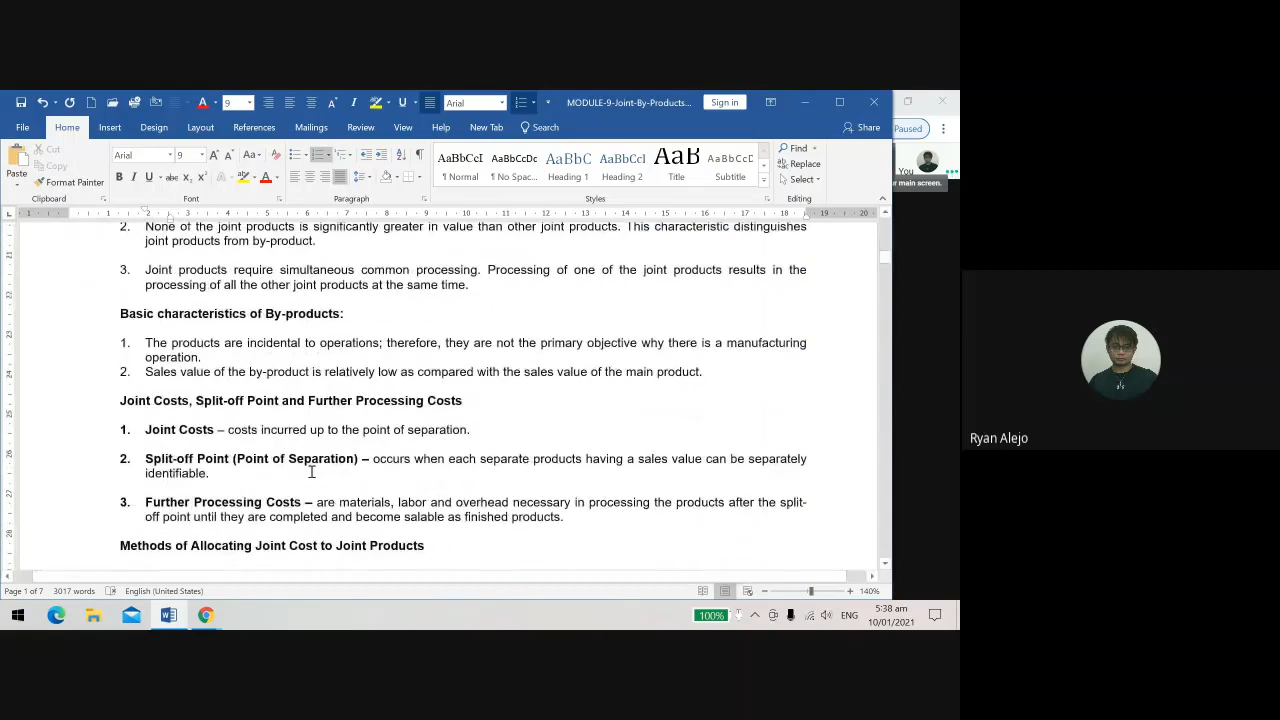 9
Arial
MODULE-9-Joint-By-Products...
Sign in
File
Home
Insert
Design
Layout
References
Mailings
Review
View
Help
New Tab
Search
Share
Paused
Paste
Cut
Copy
Format Painter
Arial
9
AaBbCcI
AaBbCcDc
AaBbC
AaBbCcI
AaB
AaBbCcD
¶ Normal
¶ No Spac...
Heading 1
Heading 2
Title
Subtitle
Find
Replace
Select
You
ur main screen.
Clipboard
Font
Paragraph
Styles
Editing
2. None of the joint products is significantly greater in value than other joint products. This characteristic distinguishes
joint products from by-product.
3. Joint products require simultaneous common processing. Processing of one of the joint products results in the
processing of all the other joint products at the same time.
Basic characteristics of By-products:
1. The products are incidental to operations; therefore, they are not the primary objective why there is a manufacturing
operation.
2. Sales value of the by-product is relatively low as compared with the sales value of the main product.
Joint Costs, Split-off Point and Further Processing Costs
1. Joint Costs – costs incurred up to the point of separation.
2. Split-off Point (Point of Separation) – occurs when each separate products having a sales value can be separately
identifiable.
3. Further Processing Costs – are materials, labor and overhead necessary in processing the products after the split-
off point until they are completed and become salable as finished products.
Methods of Allocating Joint Cost to Joint Products
Page 1 of 7
3017 words
English (United States)
140%
100%
ENG
5:38 am
10/01/2021
Ryan Alejo